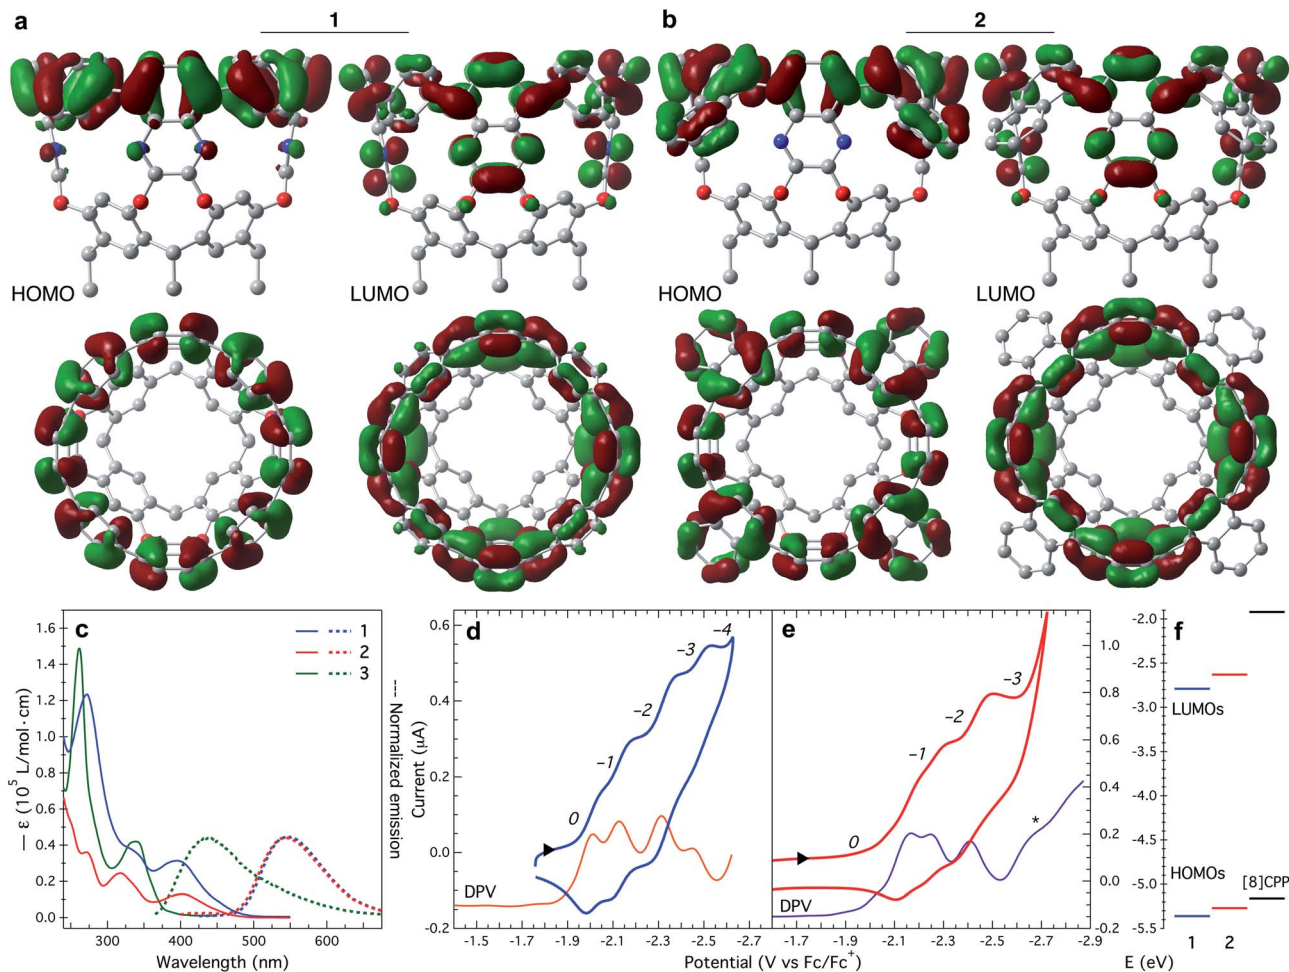 a 1 b 2
HOMO LUMO HOMO LUMO
c
1
2
3
1.6
1.4
1.2
1.0
0.8
0.6
0.4
0.2
0.0
— ε (10⁵ L/mol·cm)
--- Normalized emission
300 400 500 600
Wavelength (nm)
d
0.6
0.4
0.2
0.0
-0.2
Current (μA)
0
–1
–2
–3
–4
DPV
-1.5 -1.7 -1.9 -2.1 -2.3 -2.5 -2.7
e
0
–1
–2
–3
*
DPV
1.0
0.8
0.6
0.4
0.2
0.0
-0.2
-1.7 -1.9 -2.1 -2.3 -2.5 -2.7 -2.9
Potential (V vs Fc/Fc⁺)
f
-2.0
-2.5
-3.0
-3.5
-4.0
-4.5
-5.0
-5.5
LUMOs
HOMOs
[8]CPP
1 2
E (eV)